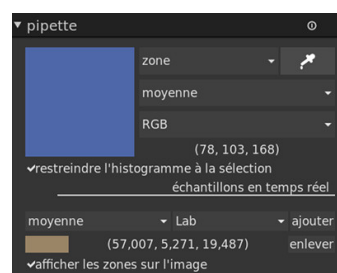 pipette
zone
moyenne
RGB
(78, 103, 168)
restreindre l'histogramme à la sélection
échantillons en temps réel
moyenne Lab ajouter
(57,007, 5,271, 19,487) enlever
afficher les zones sur l'image